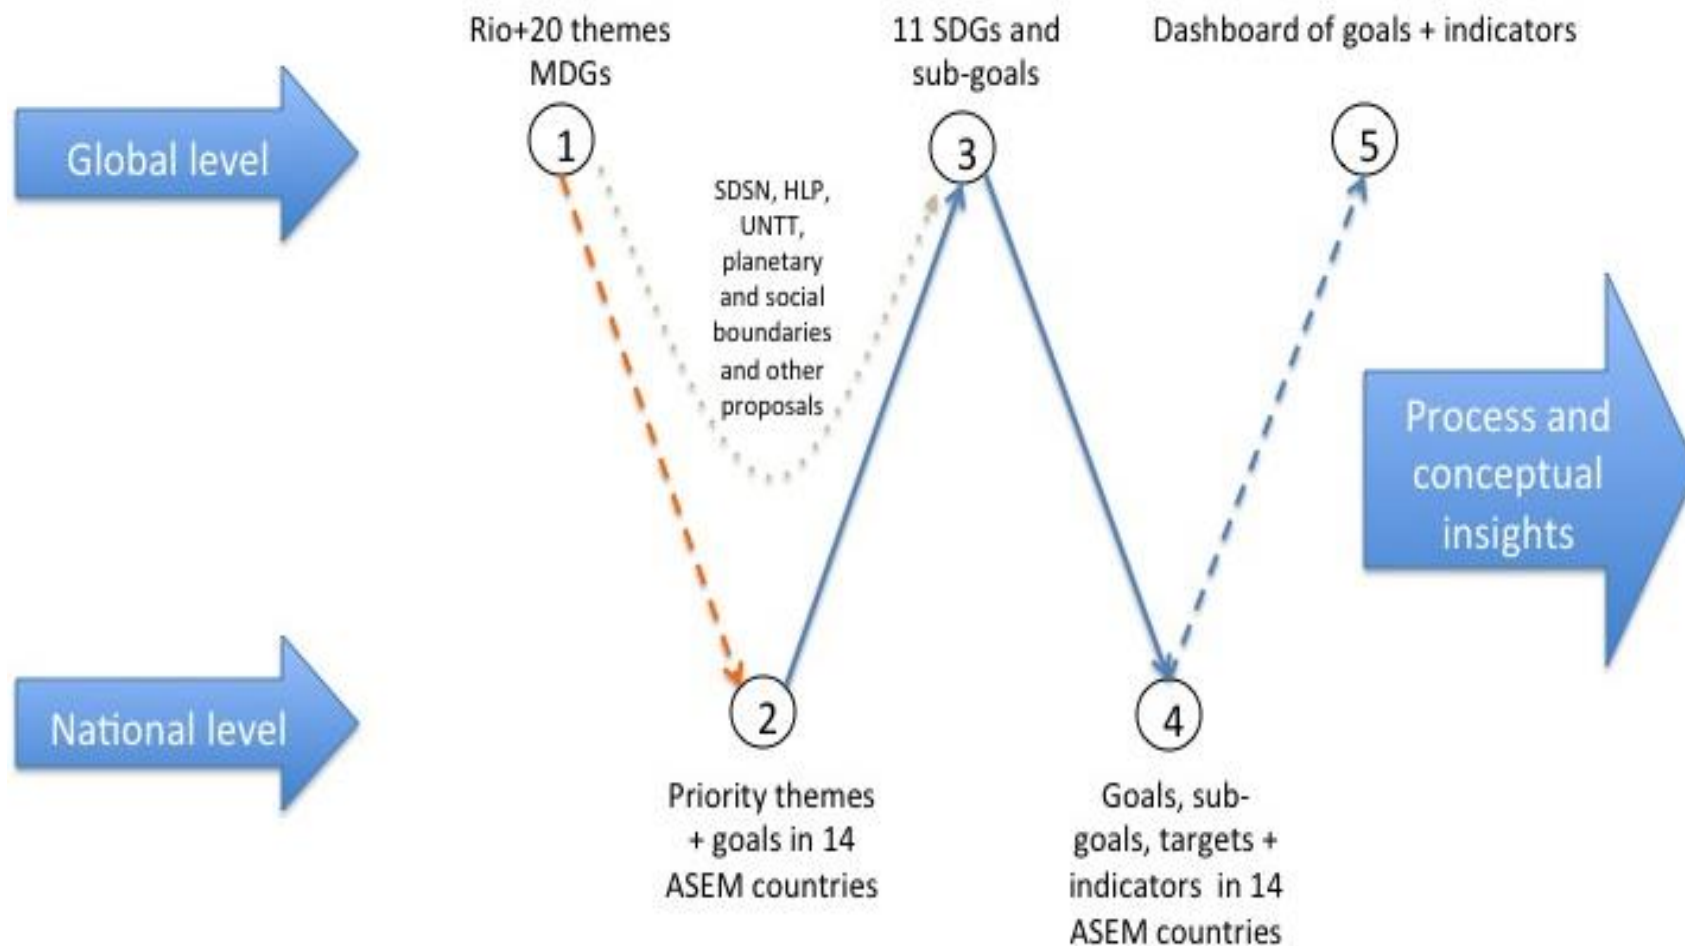 Rio+20 themes
MDGs
11 SDGs and
sub-goals
Dashboard of goals + indicators
Global level
1
3
5
SDSN, HLP,
UNTT,
planetary
and social
boundaries
and other
proposals
Process and
conceptual
insights
National level
2
4
Priority themes
+ goals in 14
ASEM countries
Goals, sub-
goals, targets +
indicators in 14
ASEM countries